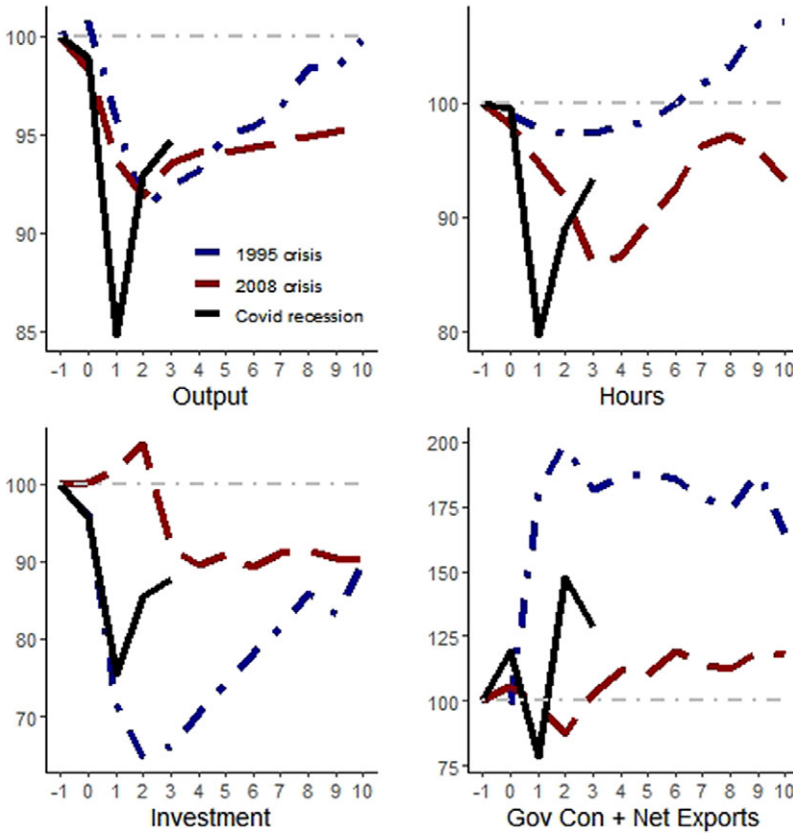 100
95
90
85
1995 crisis
2008 crisis
Covid recession
-1 0 1 2 3 4 5 6 7 8 9 10
Output
100
90
80
-1 0 1 2 3 4 5 6 7 8 9 10
Hours
100
90
80
70
-1 0 1 2 3 4 5 6 7 8 9 10
Investment
200
175
150
125
100
75
-1 0 1 2 3 4 5 6 7 8 9 10
Gov Con + Net Exports